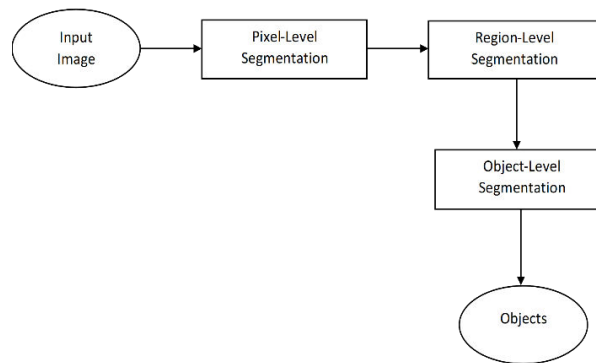 Input
Image
Pixel-Level
Segmentation
Region-Level
Segmentation
Object-Level
Segmentation
Objects